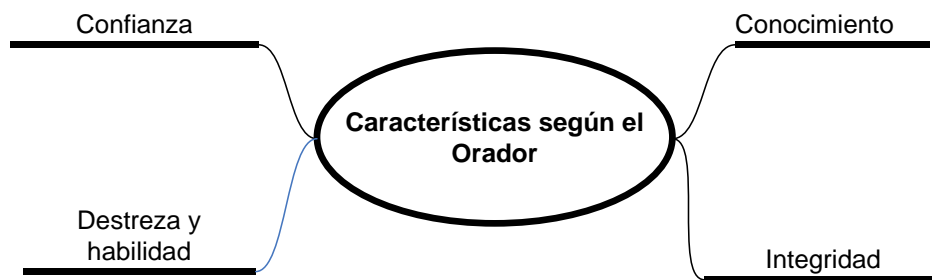 Confianza
Conocimiento
Características según el
Orador
Destreza y
habilidad
Integridad